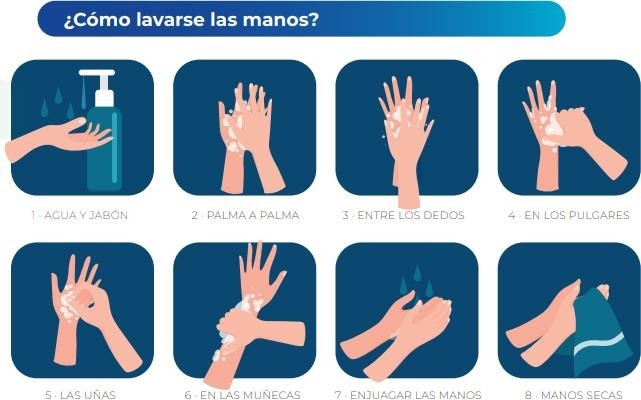 ¿Cómo lavarse las manos?
1 · AGUA Y JABÓN
2 · PALMA A PALMA
3 · ENTRE LOS DEDOS
4 · EN LOS PULGARES
5 · LAS UÑAS
6 · EN LAS MUÑECAS
7 · ENJUAGAR LAS MANOS
8 · MANOS SECAS